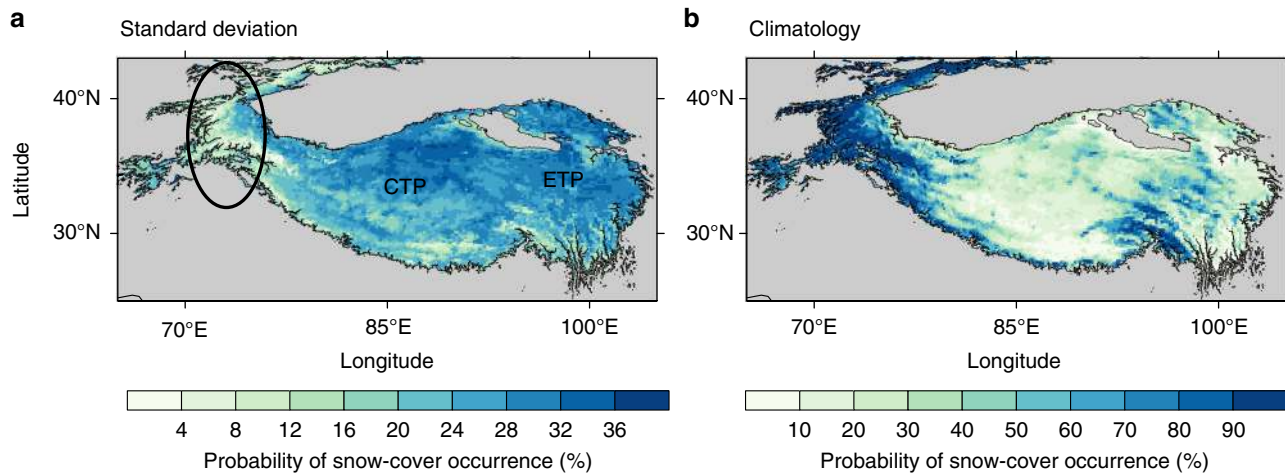 a
Standard deviation
40°N
30°N
Latitude
CTP
ETP
70°E 85°E 100°E
Longitude
4 8 12 16 20 24 28 32 36
Probability of snow-cover occurrence (%)
b
Climatology
40°N
30°N
70°E 85°E 100°E
Longitude
10 20 30 40 50 60 70 80 90
Probability of snow-cover occurrence (%)